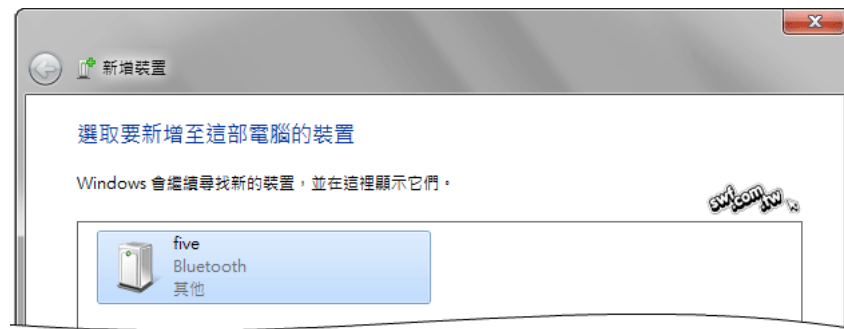 新增裝置
選取要新增至這部電腦的裝置
Windows 會繼續尋找新的裝置，並在這裡顯示它們。
swf.com.tw
five
Bluetooth
其他